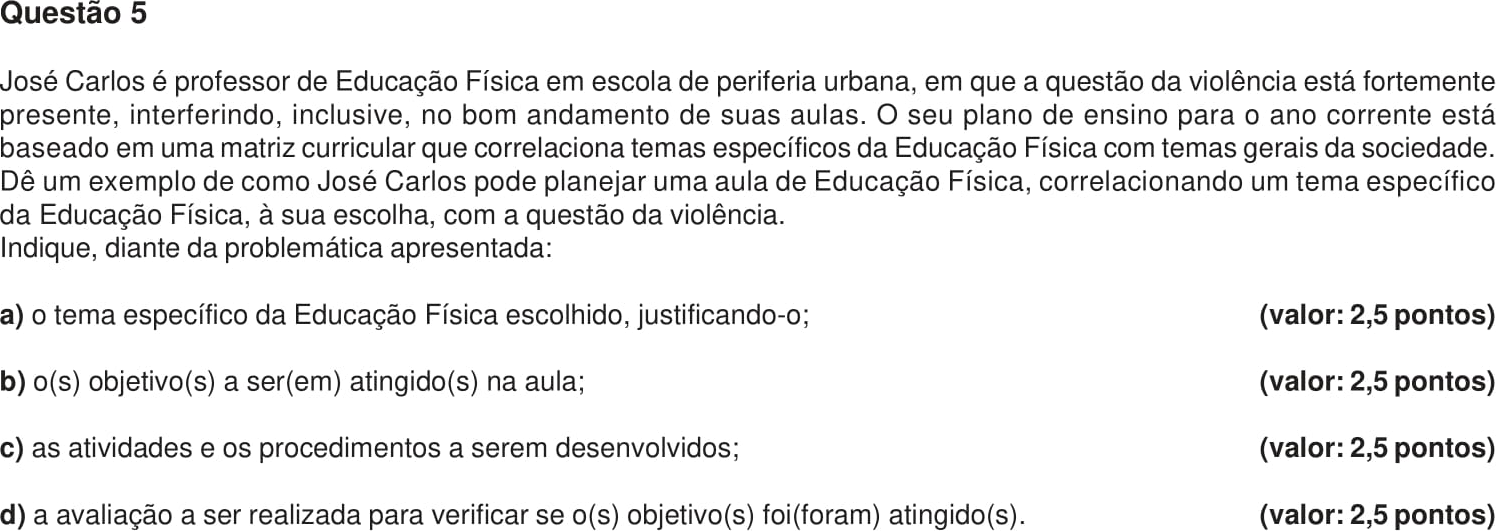 Questão 5
José Carlos é professor de Educação Física em escola de periferia urbana, em que a questão da violência está fortemente
presente, interferindo, inclusive, no bom andamento de suas aulas. O seu plano de ensino para o ano corrente está
baseado em uma matriz curricular que correlaciona temas específicos da Educação Física com temas gerais da sociedade.
Dê um exemplo de como José Carlos pode planejar uma aula de Educação Física, correlacionando um tema específico
da Educação Física, à sua escolha, com a questão da violência.
Indique, diante da problemática apresentada:
a) o tema específico da Educação Física escolhido, justificando-o; (valor: 2,5 pontos)
b) o(s) objetivo(s) a ser(em) atingido(s) na aula; (valor: 2,5 pontos)
c) as atividades e os procedimentos a serem desenvolvidos; (valor: 2,5 pontos)
d) a avaliação a ser realizada para verificar se o(s) objetivo(s) foi(foram) atingido(s). (valor: 2,5 pontos)